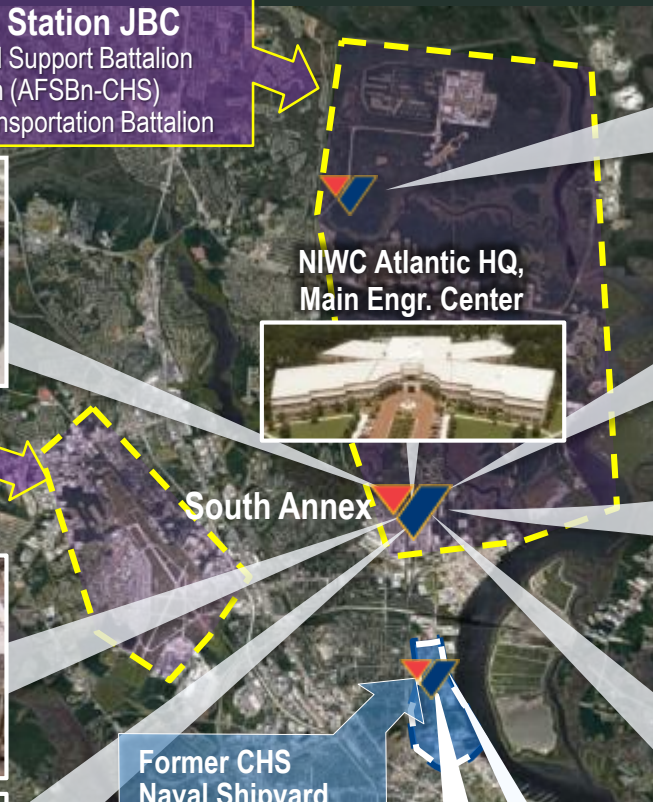 Station JBC
Support Battalion
(AFSBn-CHS)
Transportation Battalion
NIWC Atlantic HQ,
Main Engr. Center
South Annex
Former CHS
Naval Shipyard